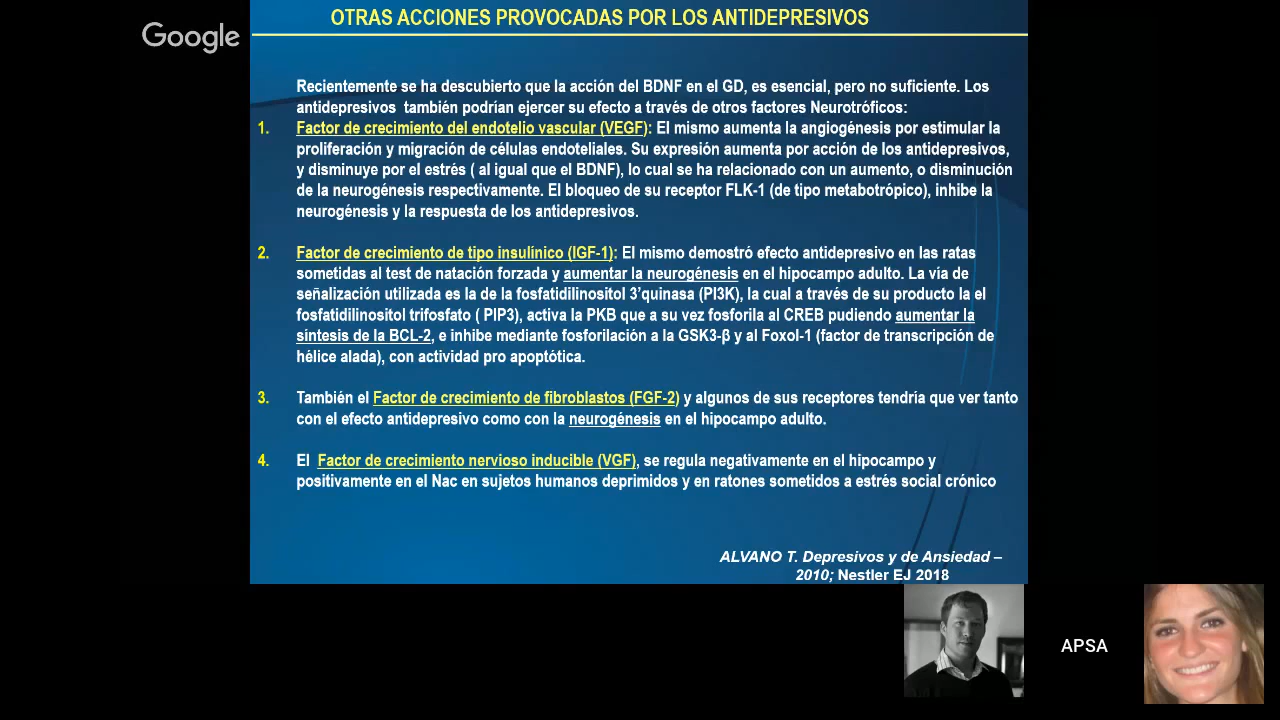 OTRAS ACCIONES PROVOCADAS POR LOS ANTIDEPRESIVOS
Google
Recientemente se ha descubierto que la acción del BDNF en el GD, es esencial, pero no suficiente. Los
antidepresivos también podrían ejercer su efecto a través de otros factores Neurotróficos:
1. Factor de crecimiento del endotelio vascular (VEGF): El mismo aumenta la angiogénesis por estimular la
proliferación y migración de células endoteliales. Su expresión aumenta por acción de los antidepresivos,
y disminuye por el estrés ( al igual que el BDNF), lo cual se ha relacionado con un aumento, o disminución
de la neurogénesis respectivamente. El bloqueo de su receptor FLK-1 (de tipo metabotrópico), inhibe la
neurogénesis y la respuesta de los antidepresivos.
2. Factor de crecimiento de tipo insulínico (IGF-1): El mismo demostró efecto antidepresivo en las ratas
sometidas al test de natación forzada y aumentar la neurogénesis en el hipocampo adulto. La vía de
señalización utilizada es la de la fosfatidilinositol 3'quinasa (PI3K), la cual a través de su producto la el
fosfatidilinositol trifosfato ( PIP3), activa la PKB que a su vez fosforila al CREB pudiendo aumentar la
síntesis de la BCL-2, e inhibe mediante fosforilación a la GSK3-β y al Foxol-1 (factor de transcripción de
hélice alada), con actividad pro apoptótica.
3. También el Factor de crecimiento de fibroblastos (FGF-2) y algunos de sus receptores tendría que ver tanto
con el efecto antidepresivo como con la neurogénesis en el hipocampo adulto.
4. El Factor de crecimiento nervioso inducible (VGF), se regula negativamente en el hipocampo y
positivamente en el Nac en sujetos humanos deprimidos y en ratones sometidos a estrés social crónico
ALVANO T. Depresivos y de Ansiedad –
2010; Nestler EJ 2018
APSA